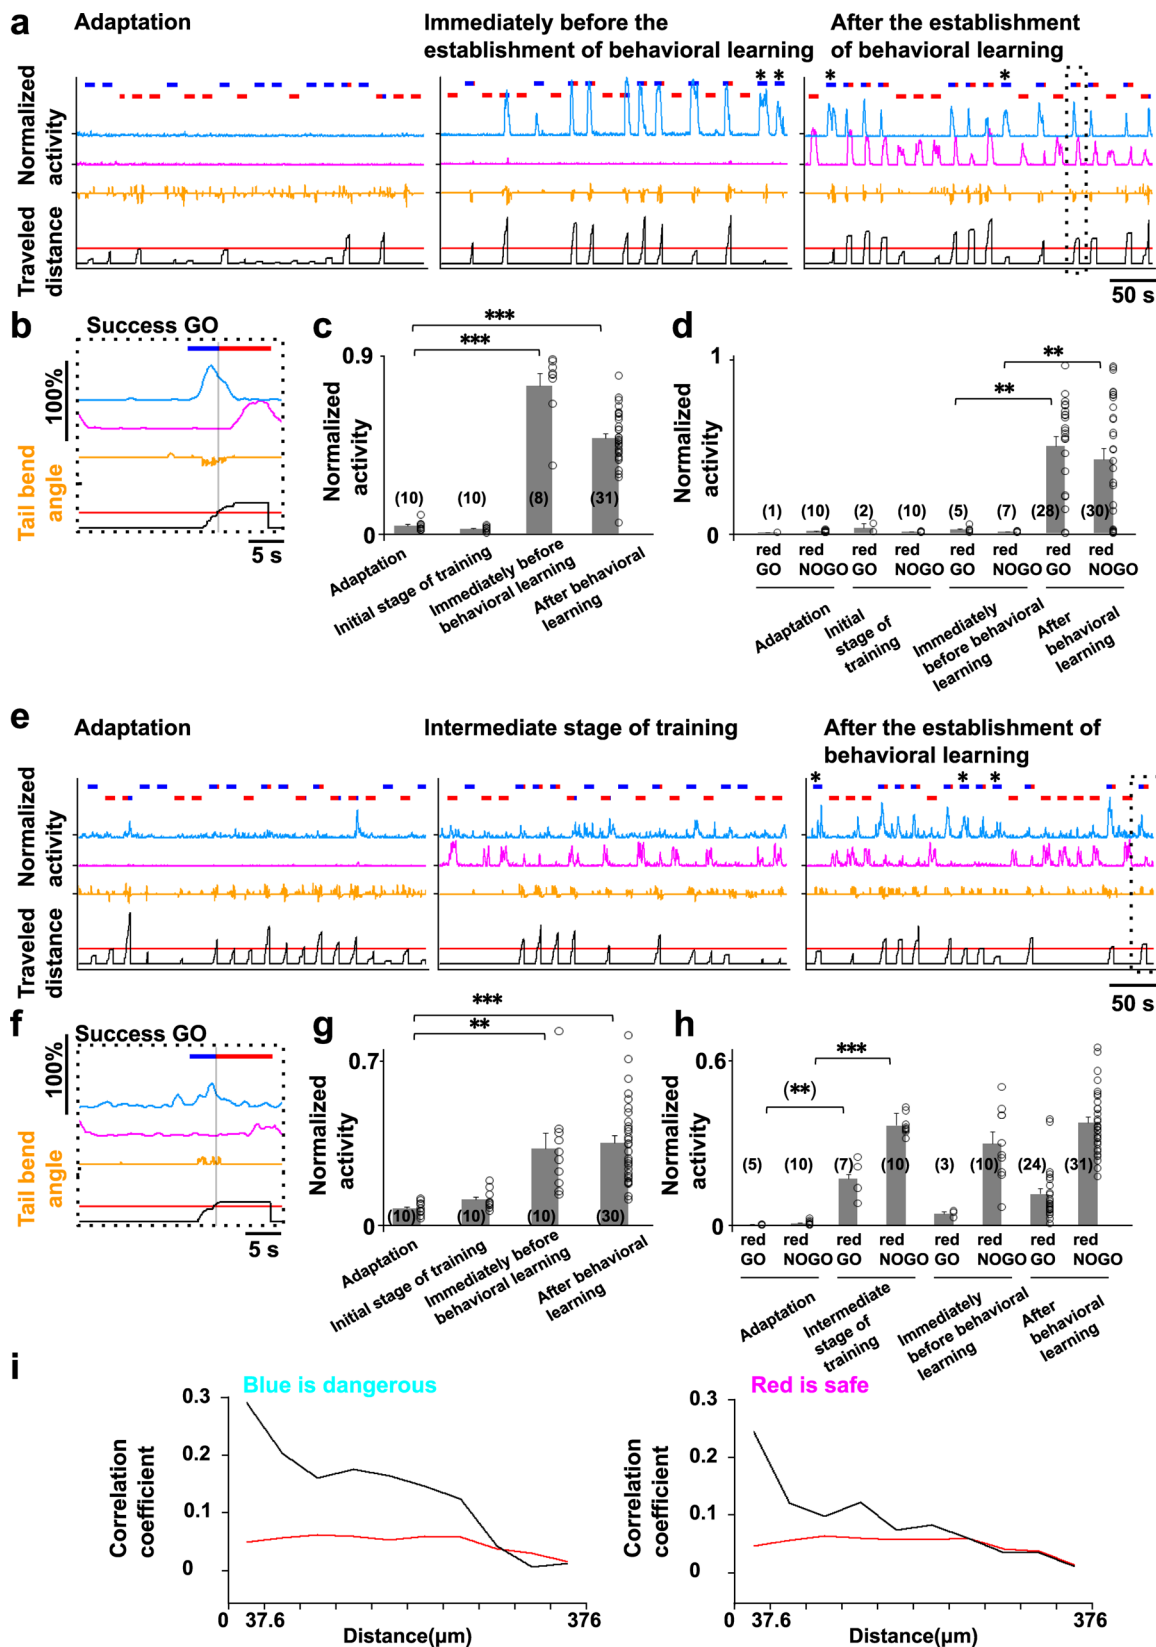 a
Adaptation
Immediately before the
establishment of behavioral learning
After the establishment
of behavioral learning
* *
* *
Normalized
activity
Traveled
distance
50 s
b
Success GO
100%
Tail bend
angle
5 s
c
***
***
0.9
Normalized
activity
0
(10)
(10)
(8)
(31)
Adaptation
Initial stage of training
Immediately before
behavioral learning
After behavioral
learning
d
**
**
1
Normalized
activity
0
(1)
(10)
(2)
(10)
(5)
(7)
(28)
(30)
red red red red red red red red
GO NOGO GO NOGO GO NOGO GO NOGO
Adaptation
Initial
stage of
training
Immediately
before behavioral
learning
After
behavioral
learning
e
Adaptation
Intermediate stage of training
After the establishment of
behavioral learning
* * *
Normalized
activity
Traveled
distance
50 s
f
Success GO
100%
Tail bend
angle
5 s
g
***
**
0.7
Normalized
activity
0
(10)
(10)
(10)
(30)
Adaptation
Initial stage of training
Immediately before
behavioral learning
After behavioral
learning
h
***
(**)
0.6
Normalized
activity
0
(5)
(10)
(7)
(10)
(3)
(10)
(24)
(31)
red red red red red red red red
GO NOGO GO NOGO GO NOGO GO NOGO
Adaptation
Intermediate
stage of
training
Immediately
before behavioral
learning
After
behavioral
learning
i
Blue is dangerous
0.3
0.2
0.1
0
Correlation
coefficient
0 37.6 376
Distance(µm)
Red is safe
0.3
0.2
0.1
0
Correlation
coefficient
0 37.6 376
Distance(µm)